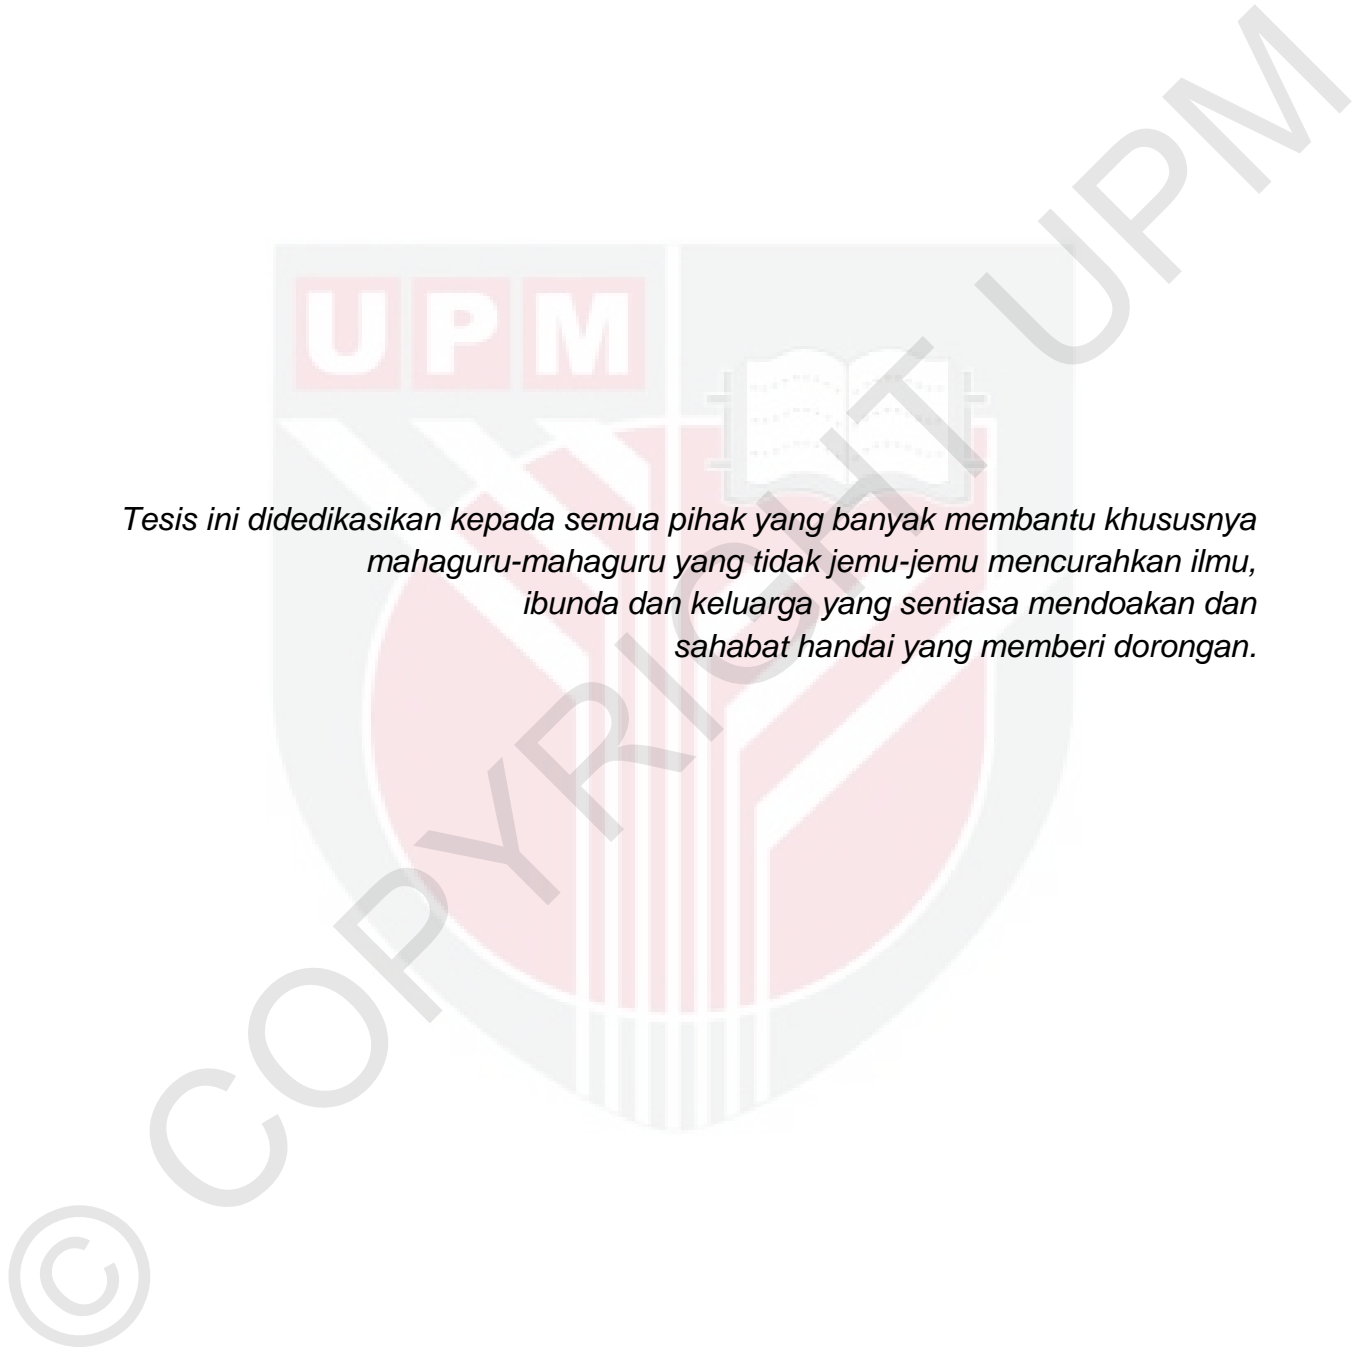 © COPYRIGHT UPM
UPM
Tesis ini didedikasikan kepada semua pihak yang banyak membantu khususnya
mahaguru-mahaguru yang tidak jemu-jemu mencurahkan ilmu,
ibunda dan keluarga yang sentiasa mendoakan dan
sahabat handai yang memberi dorongan.